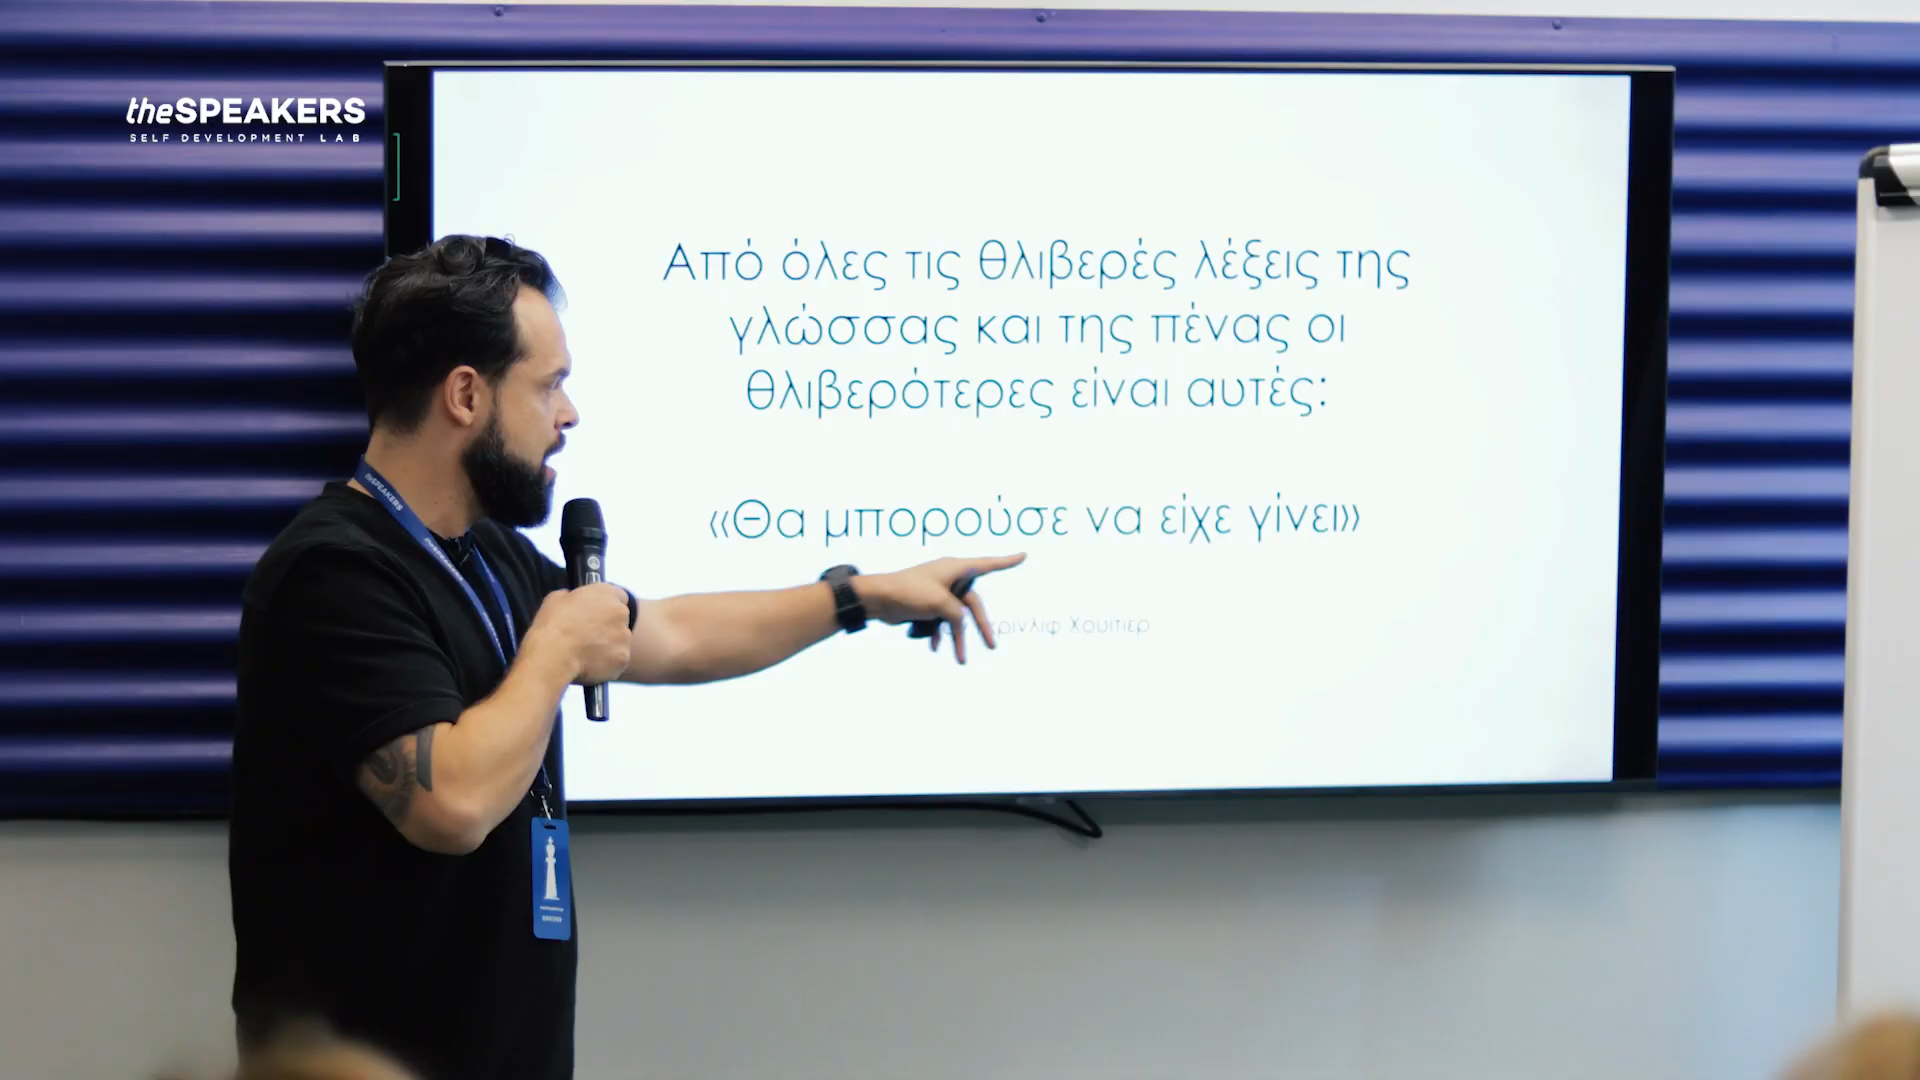 theSPEAKERS
SELF DEVELOPMENT LAB
Από όλες τις θλιβερές λέξεις της
γλώσσας και της πένας οι
θλιβερότερες είναι αυτές:
«Θα μπορούσε να είχε γίνει»
Χουίτιερ
theSPEAKERS